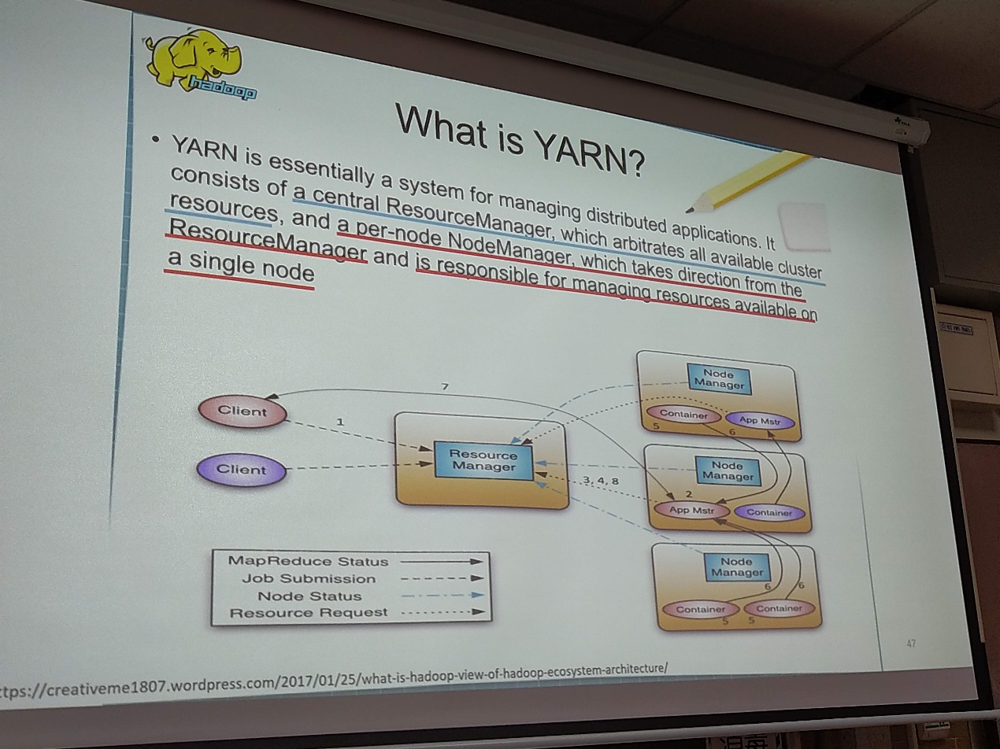 hadoop
What is YARN?
• YARN is essentially a system for managing distributed applications. It
consists of a central ResourceManager, which arbitrates all available cluster
resources, and a per-node NodeManager, which takes direction from the
ResourceManager and is responsible for managing resources available on
a single node
Client
1
7
Client
Resource
Manager
3, 4, 8
Node
Manager
Container
App Mstr
5
6
Node
Manager
2
App Mstr
Container
Node
Manager
6
6
Container
Container
5
5
MapReduce Status
Job Submission
Node Status
Resource Request
47
ttps://creativeme1807.wordpress.com/2017/01/25/what-is-hadoop-view-of-hadoop-ecosystem-architecture/